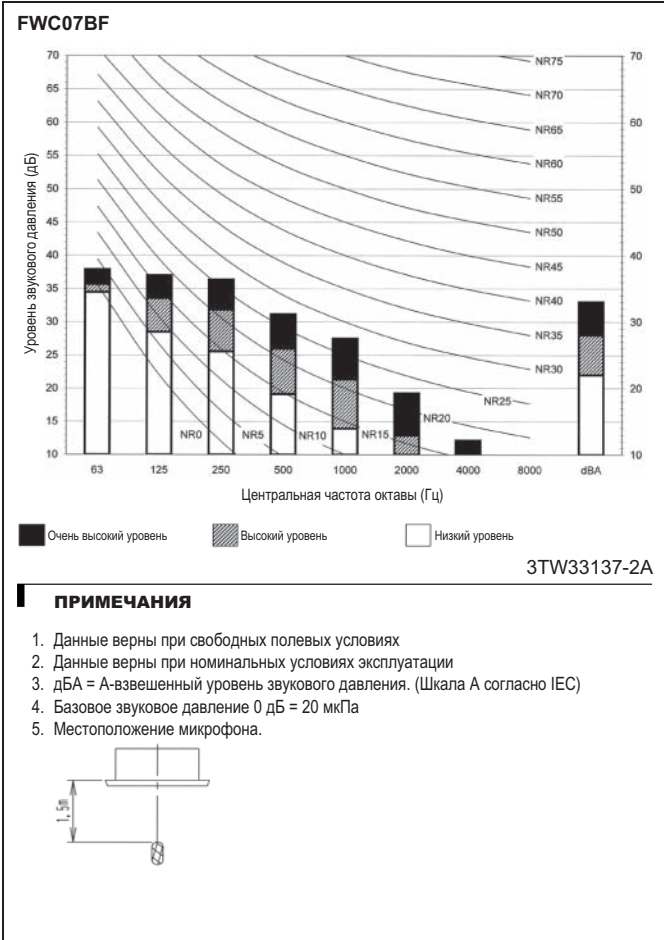 FWC07BF
Уровень звукового давления (дБ)
70
65
60
55
50
45
40
35
30
25
20
15
10
70
60
50
40
30
20
10
NR75
NR70
NR65
NR60
NR55
NR50
NR45
NR40
NR35
NR30
NR25
NR20
NR0 NR5 NR10 NR15
63 125 250 500 1000 2000 4000 8000 dBA
Центральная частота октавы (Гц)
Очень высокий уровень Высокий уровень Низкий уровень
3TW33137-2A
ПРИМЕЧАНИЯ
1. Данные верны при свободных полевых условиях
2. Данные верны при номинальных условиях эксплуатации
3. дБА = А-взвешенный уровень звукового давления. (Шкала А согласно IEC)
4. Базовое звуковое давление 0 дБ = 20 мкПа
5. Местоположение микрофона.
1,5m